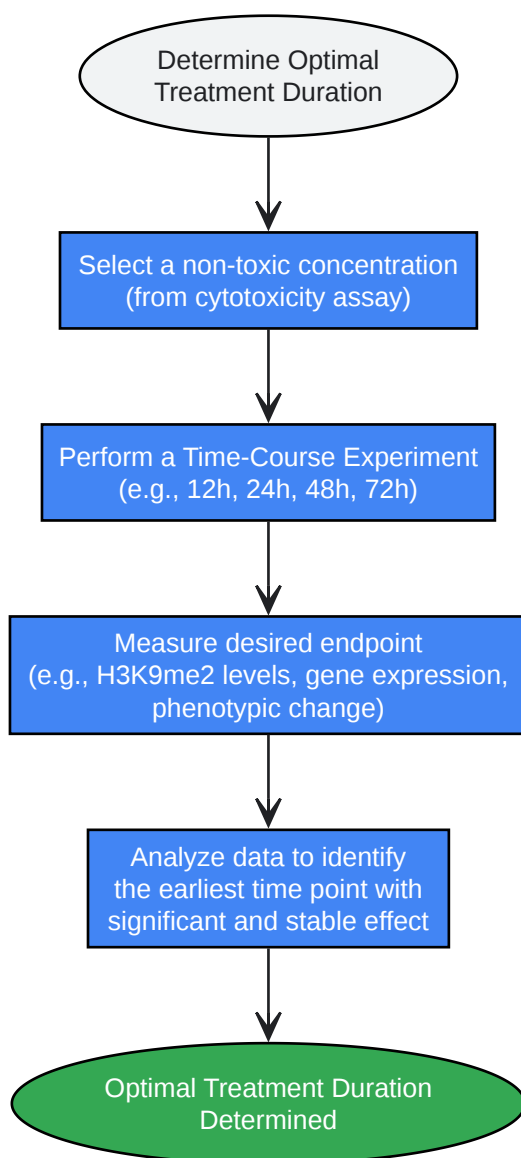 Determine Optimal
Treatment Duration
Select a non-toxic concentration
(from cytotoxicity assay)
Perform a Time-Course Experiment
(e.g., 12h, 24h, 48h, 72h)
Measure desired endpoint
(e.g., H3K9me2 levels, gene expression,
phenotypic change)
Analyze data to identify
the earliest time point with
significant and stable effect
Optimal Treatment Duration
Determined